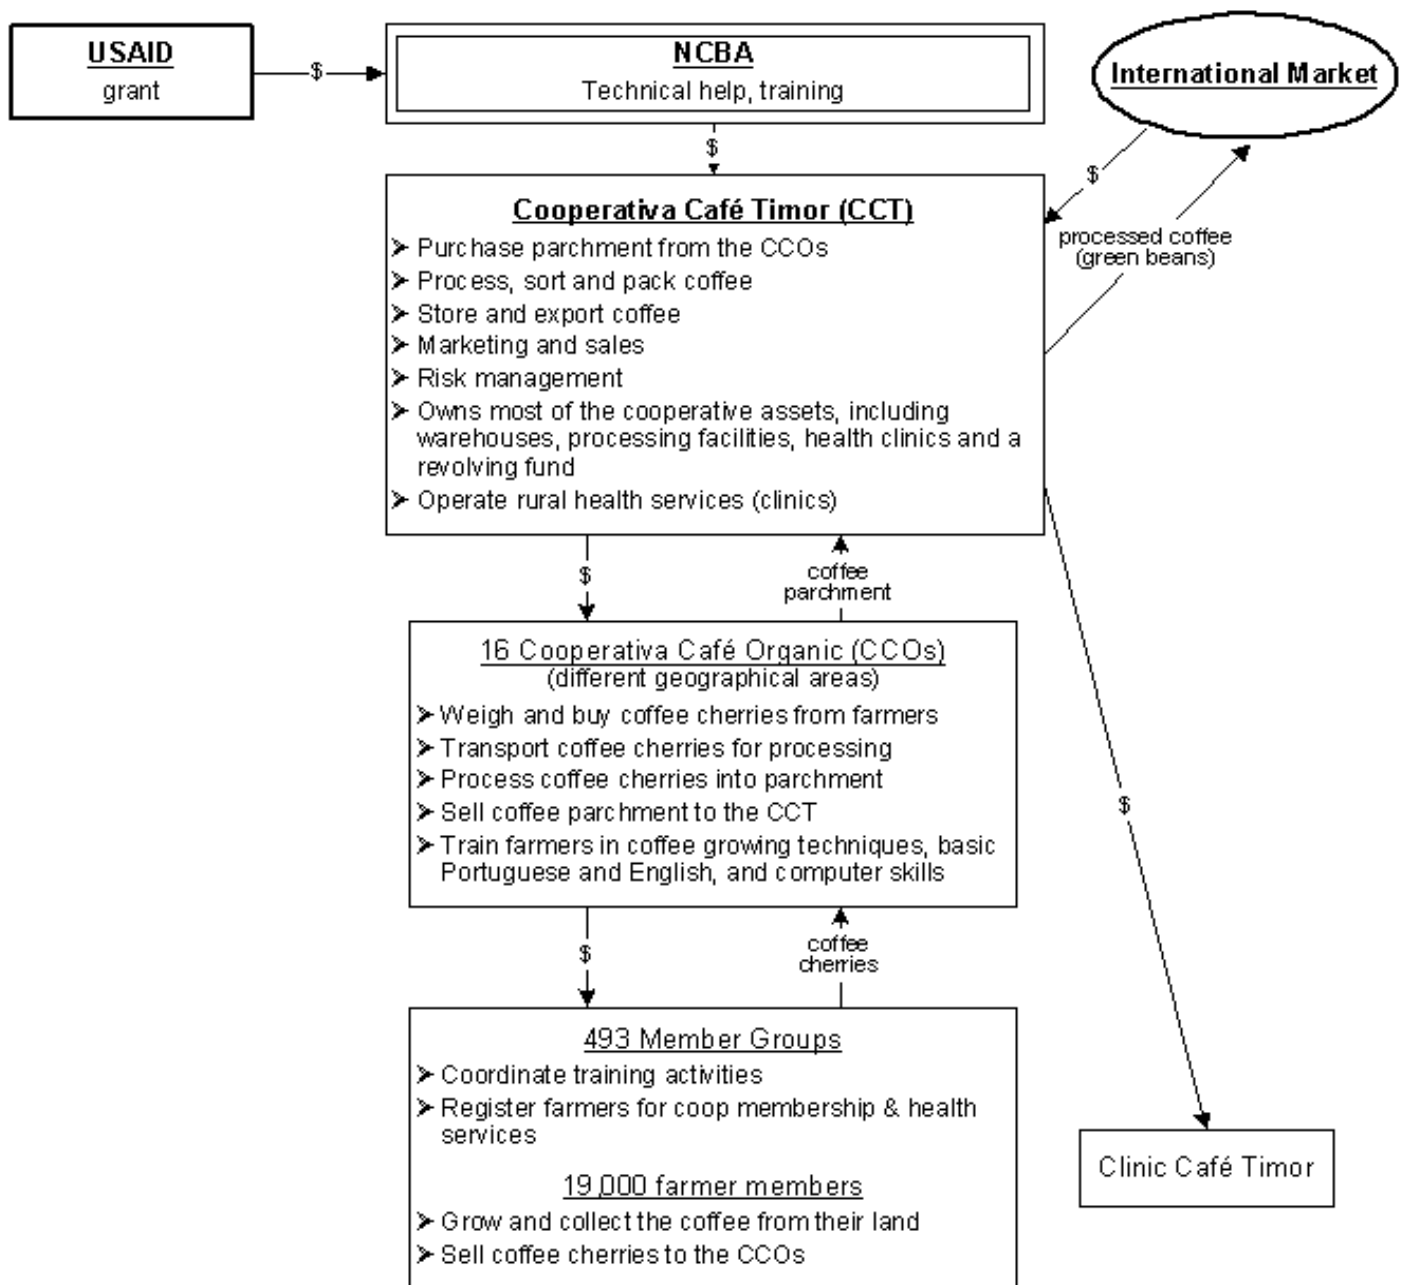 USAID
grant
$
NCBA
Technical help, training
International Market
$
$
processed coffee
(green beans)
Cooperativa Café Timor (CCT)
➤ Purchase parchment from the CCOs
➤ Process, sort and pack coffee
➤ Store and export coffee
➤ Marketing and sales
➤ Risk management
➤ Owns most of the cooperative assets, including
warehouses, processing facilities, health clinics and a
revolving fund
➤ Operate rural health services (clinics)
$
coffee
parchment
16 Cooperativa Café Organic (CCOs)
(different geographical areas)
➤ Weigh and buy coffee cherries from farmers
➤ Transport coffee cherries for processing
➤ Process coffee cherries into parchment
➤ Sell coffee parchment to the CCT
➤ Train farmers in coffee growing techniques, basic
Portuguese and English, and computer skills
$
$
coffee
cherries
493 Member Groups
➤ Coordinate training activities
➤ Register farmers for coop membership & health
services
19,000 farmer members
➤ Grow and collect the coffee from their land
➤ Sell coffee cherries to the CCOs
Clinic Café Timor